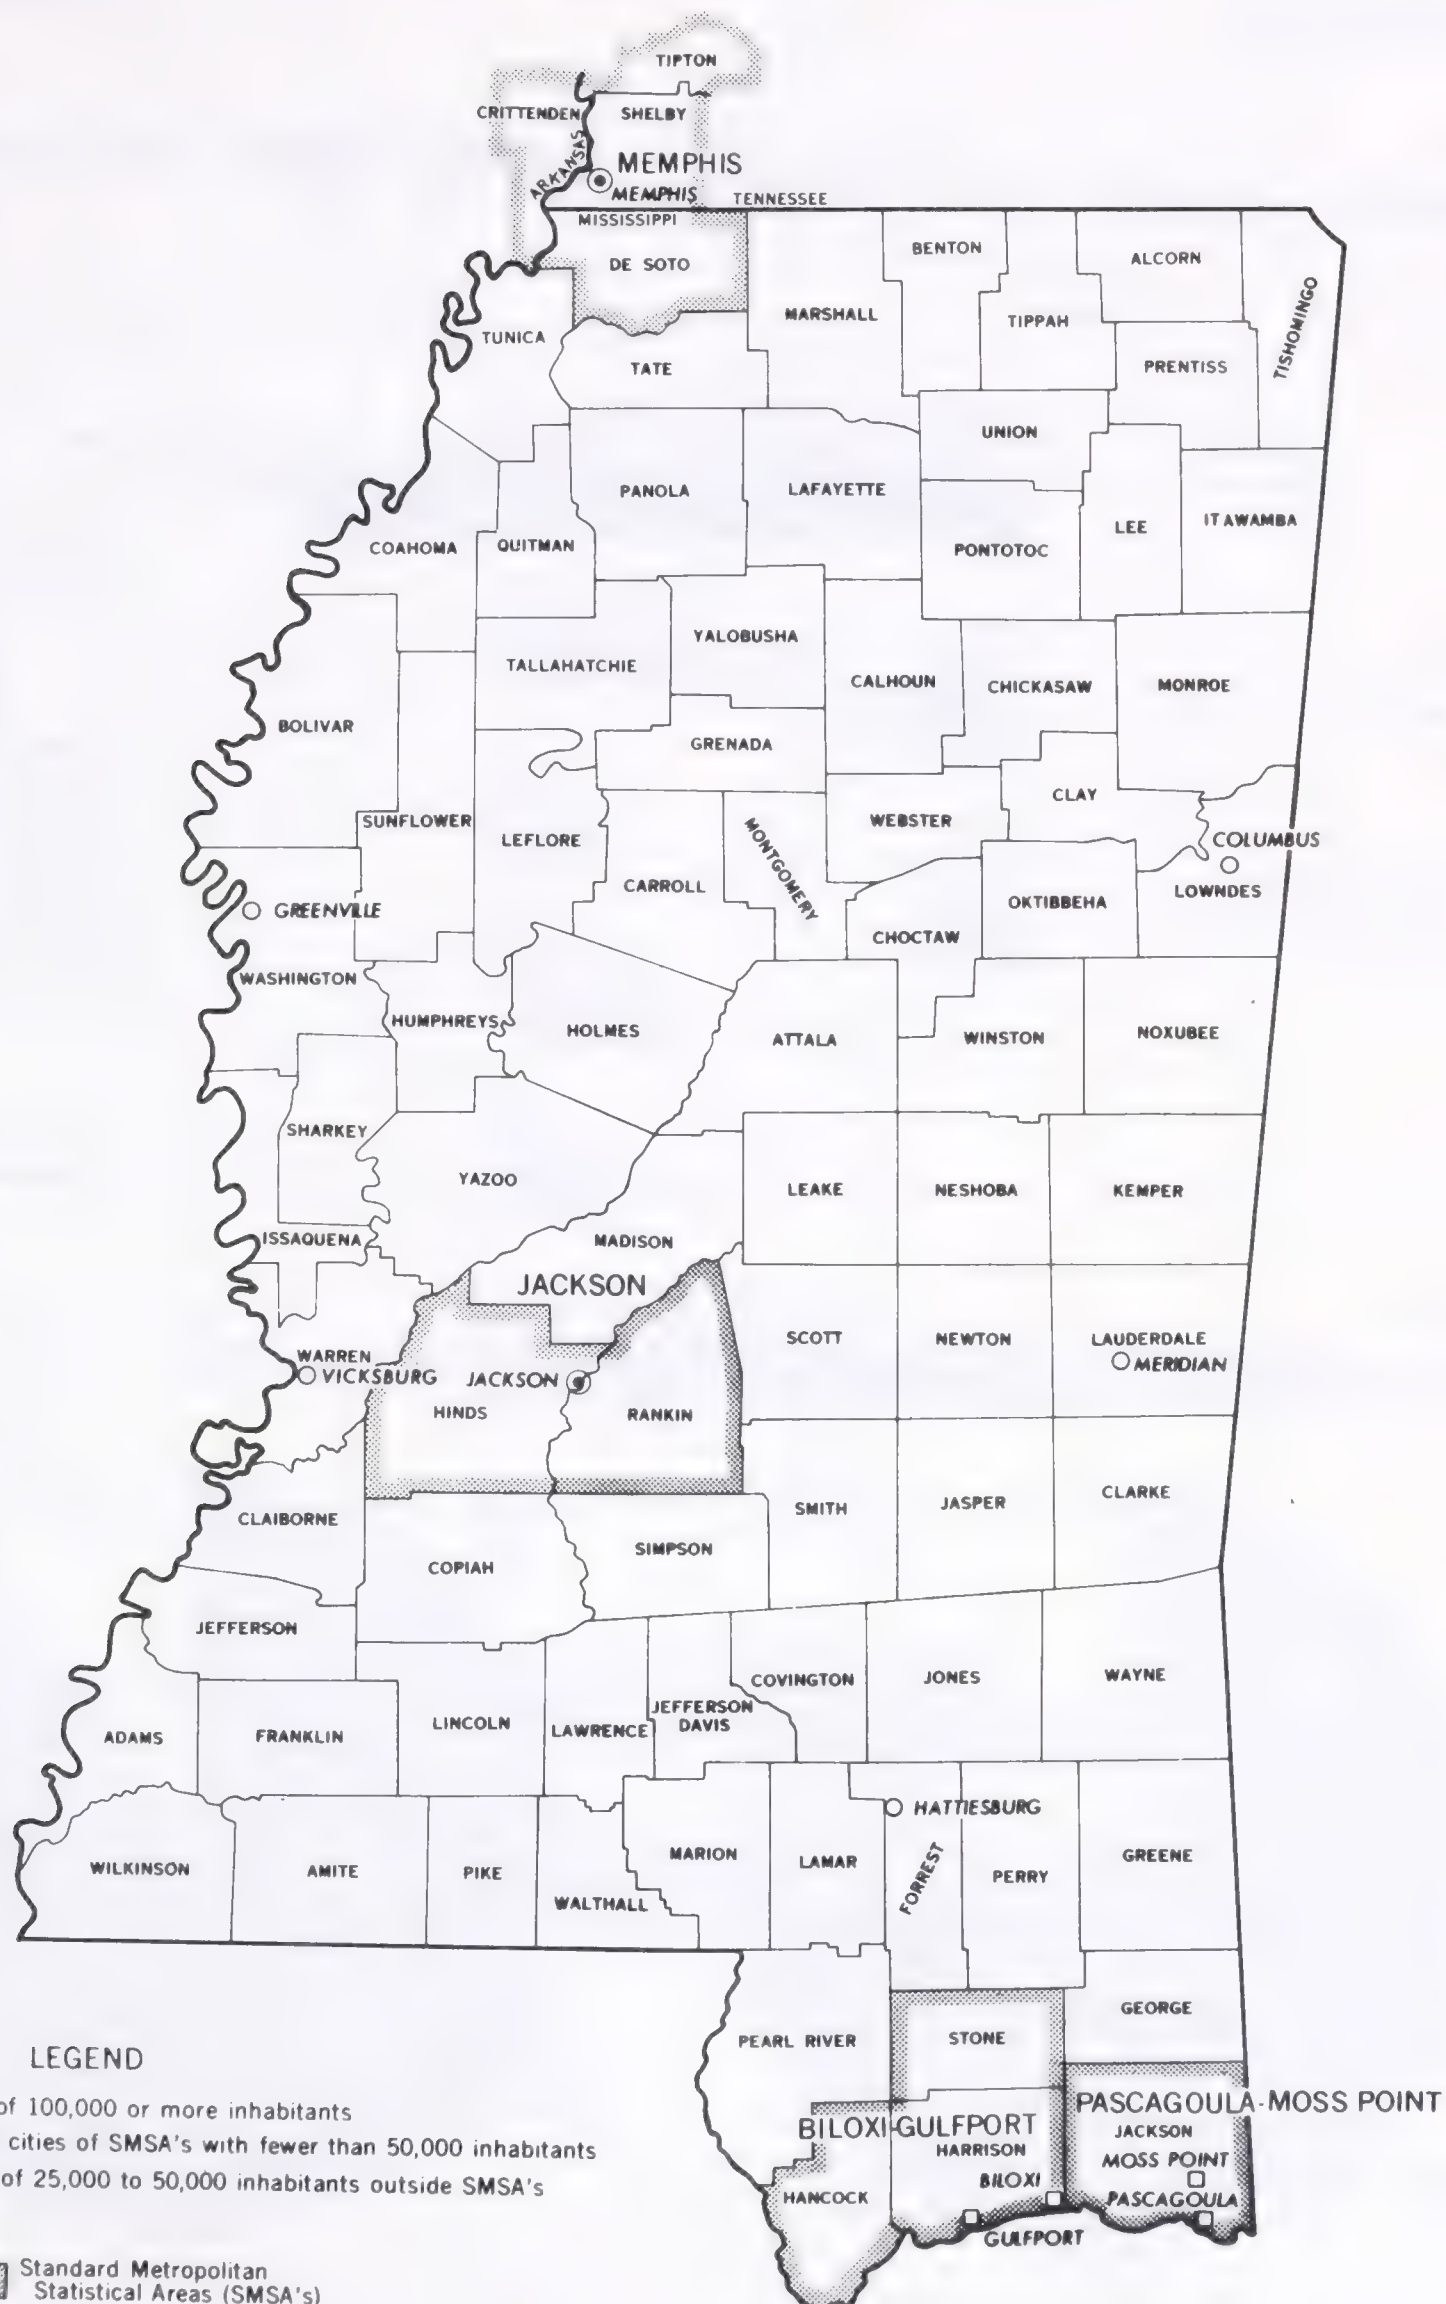 TIPTON
CRITTENDEN
SHELBY
ARKANSAS
MEMPHIS
MEMPHIS
TENNESSEE
MISSISSIPPI
DE SOTO
BENTON
ALCORN
MARSHALL
TIPPAH
TISHOMINGO
TUNICA
TATE
PRENTISS
UNION
PANOLA
LAFAYETTE
LEE
ITAWAMBA
COAHOMA
QUITMAN
PONTOTOC
YALOBUSHA
TALLAHATCHIE
CALHOUN
CHICKASAW
MONROE
BOLIVAR
GRENADA
CLAY
SUNFLOWER
WEBSTER
LEFLORE
MONTGOMERY
COLUMBUS
CARROLL
LOWNDES
OKTIBBEHA
GREENVILLE
CHOCTAW
WASHINGTON
HUMPHREYS
HOLMES
ATTALA
WINSTON
NOXUBEE
SHARKEY
YAZOO
LEAKE
NESHOBA
KEMPER
ISSAQUENA
MADISON
JACKSON
SCOTT
NEWTON
LAUDERDALE
MERIDIAN
WARREN
VICKSBURG
JACKSON
HINDS
RANKIN
CLAIBORNE
SMITH
JASPER
CLARKE
COPIAH
SIMPSON
JEFFERSON
COVINGTON
JONES
WAYNE
ADAMS
FRANKLIN
LINCOLN
LAWRENCE
JEFFERSON
DAVIS
HATTIESBURG
WILKINSON
AMITE
PIKE
WALTHALL
MARION
LAMAR
FORREST
PERRY
GREENE
GEORGE
PEARL RIVER
STONE
PASCAGOULA-MOSS POINT
BILOXI-GULFPORT
JACKSON
HARRISON
MOSS POINT
BILOXI
HANCOCK
PASCAGOULA
GULFPORT
LEGEND
of 100,000 or more inhabitants
cities of SMSA's with fewer than 50,000 inhabitants
of 25,000 to 50,000 inhabitants outside SMSA's
Standard Metropolitan
Statistical Areas (SMSA's)